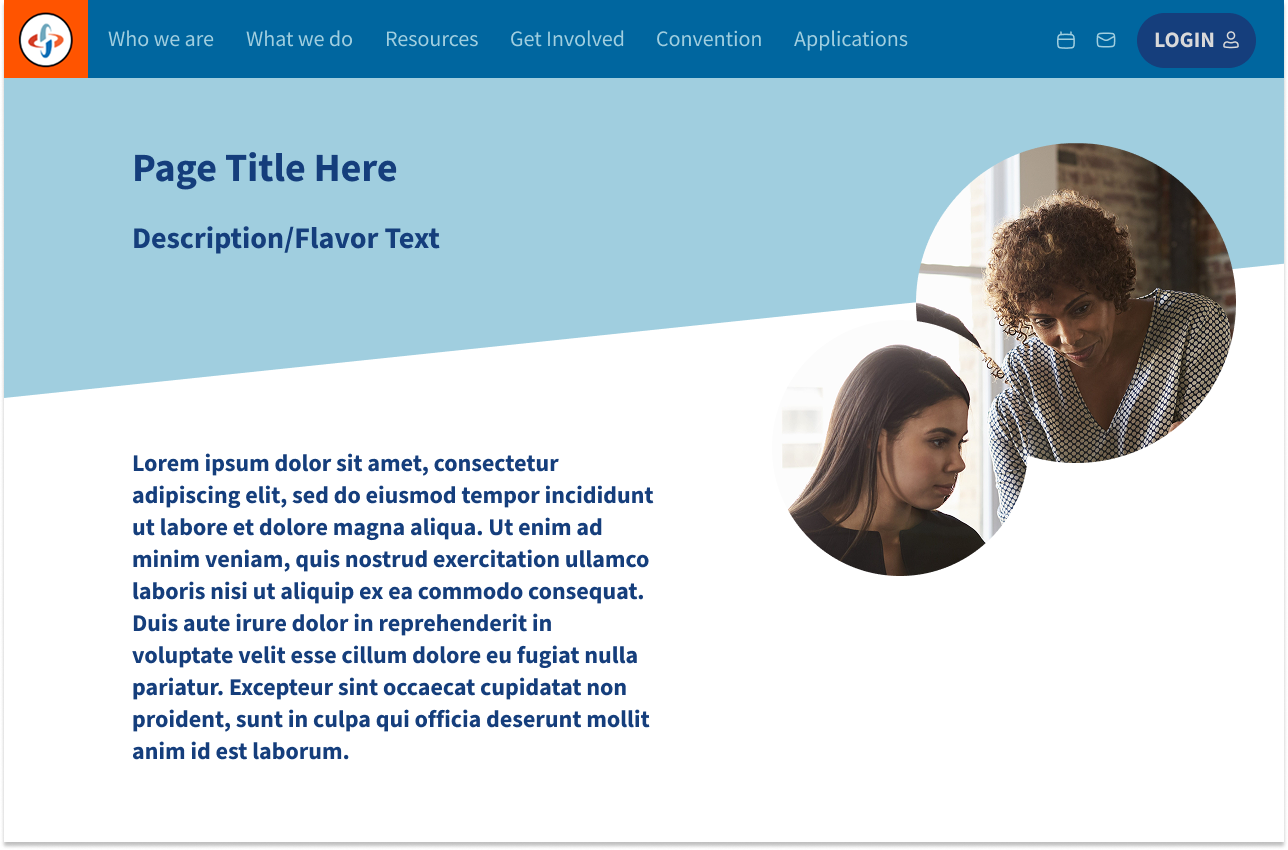 Who we are What we do Resources Get Involved Convention Applications LOGIN
Page Title Here
Description/Flavor Text
Lorem ipsum dolor sit amet, consectetur
adipiscing elit, sed do eiusmod tempor incididunt
ut labore et dolore magna aliqua. Ut enim ad
minim veniam, quis nostrud exercitation ullamco
laboris nisi ut aliquip ex ea commodo consequat.
Duis aute irure dolor in reprehenderit in
voluptate velit esse cillum dolore eu fugiat nulla
pariatur. Excepteur sint occaecat cupidatat non
proident, sunt in culpa qui officia deserunt mollit
anim id est laborum.